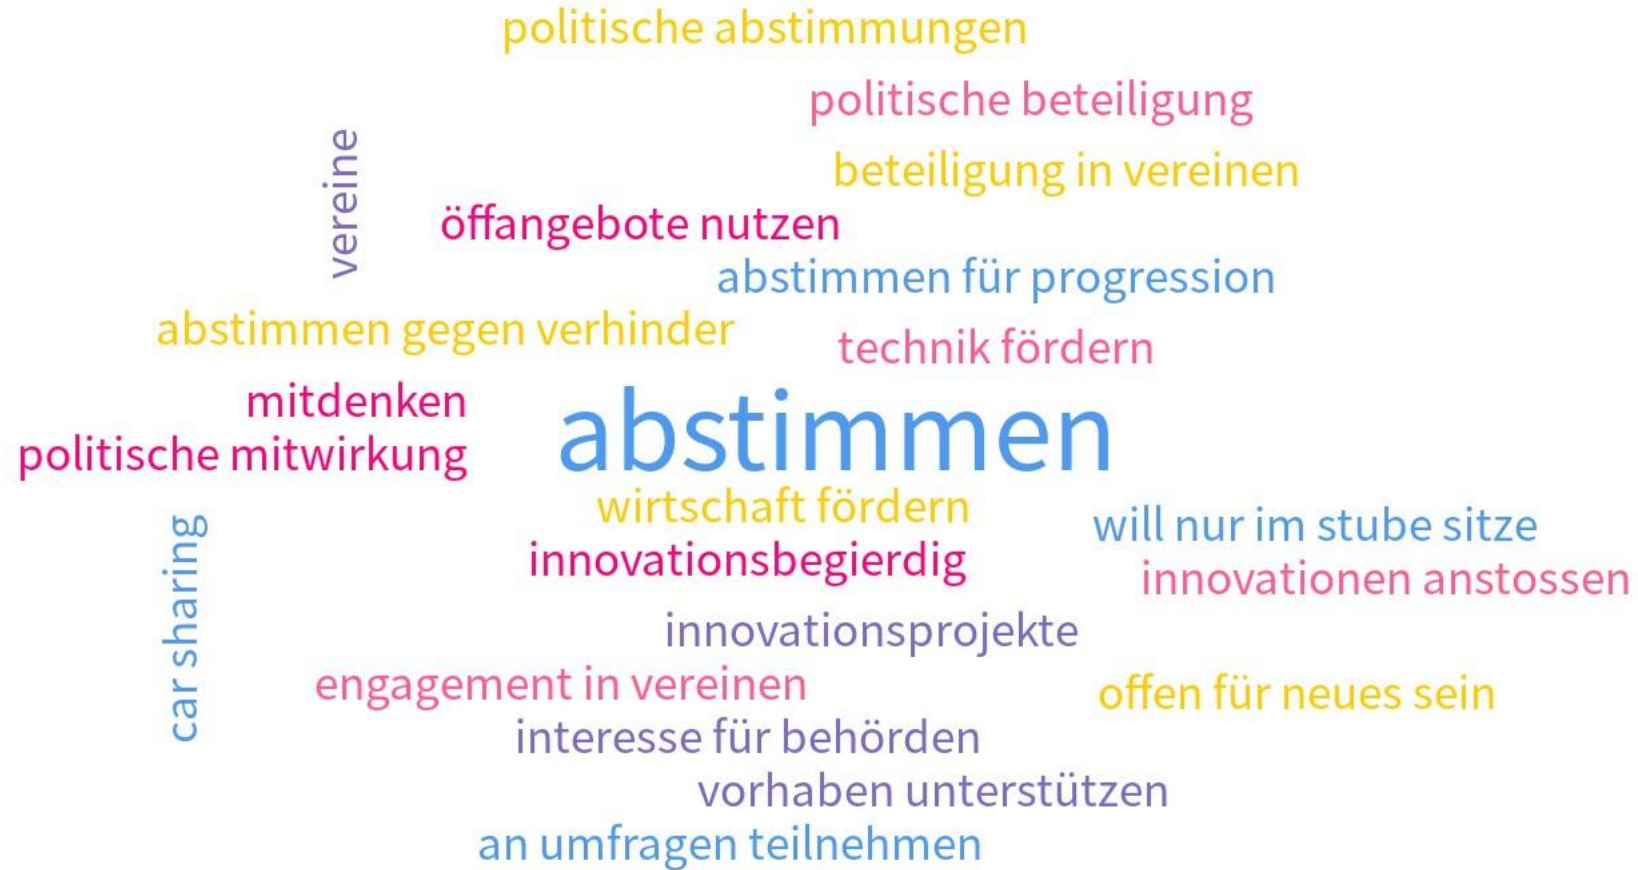 politische abstimmungen
politische beteiligung
vereine
beteiligung in vereinen
öffangebote nutzen
abstimmen für progression
abstimmen gegen verhinder
technik fördern
mitdenken
abstimmen
politische mitwirkung
wirtschaft fördern
will nur im stube sitze
innovationsbegierdig
innovationen anstossen
car sharing
innovationsprojekte
engagement in vereinen
offen für neues sein
interesse für behörden
vorhaben unterstützen
an umfragen teilnehmen